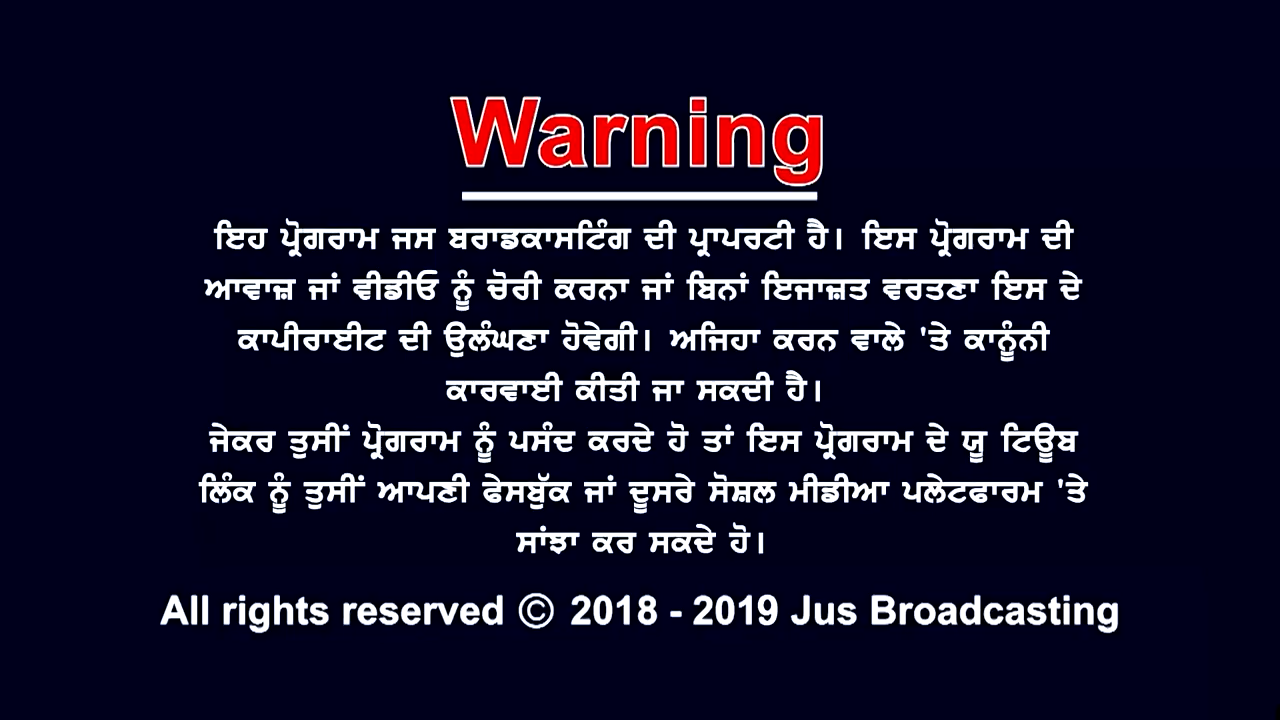 Warning
ਇਹ ਪ੍ਰੋਗਰਾਮ ਜਸ ਬਰਾਡਕਾਸਟਿੰਗ ਦੀ ਪ੍ਰਾਪਰਟੀ ਹੈ। ਇਸ ਪ੍ਰੋਗਰਾਮ ਦੀ
ਆਵਾਜ਼ ਜਾਂ ਵੀਡੀਓ ਨੂੰ ਚੋਰੀ ਕਰਨਾ ਜਾਂ ਬਿਨਾਂ ਇਜਾਜ਼ਤ ਵਰਤਣਾ ਇਸ ਦੇ
ਕਾਪੀਰਾਈਟ ਦੀ ਉਲੰਘਣਾ ਹੋਵੇਗੀ। ਅਜਿਹਾ ਕਰਨ ਵਾਲੇ 'ਤੇ ਕਾਨੂੰਨੀ
ਕਾਰਵਾਈ ਕੀਤੀ ਜਾ ਸਕਦੀ ਹੈ।
ਜੇਕਰ ਤੁਸੀਂ ਪ੍ਰੋਗਰਾਮ ਨੂੰ ਪਸੰਦ ਕਰਦੇ ਹੋ ਤਾਂ ਇਸ ਪ੍ਰੋਗਰਾਮ ਦੇ ਯੂ ਟਿਊਬ
ਲਿੰਕ ਨੂੰ ਤੁਸੀਂ ਆਪਣੀ ਫੇਸਬੁੱਕ ਜਾਂ ਦੂਸਰੇ ਸੋਸ਼ਲ ਮੀਡੀਆ ਪਲੇਟਫਾਰਮ 'ਤੇ
ਸਾਂਝਾ ਕਰ ਸਕਦੇ ਹੋ।
All rights reserved © 2018 - 2019 Jus Broadcasting